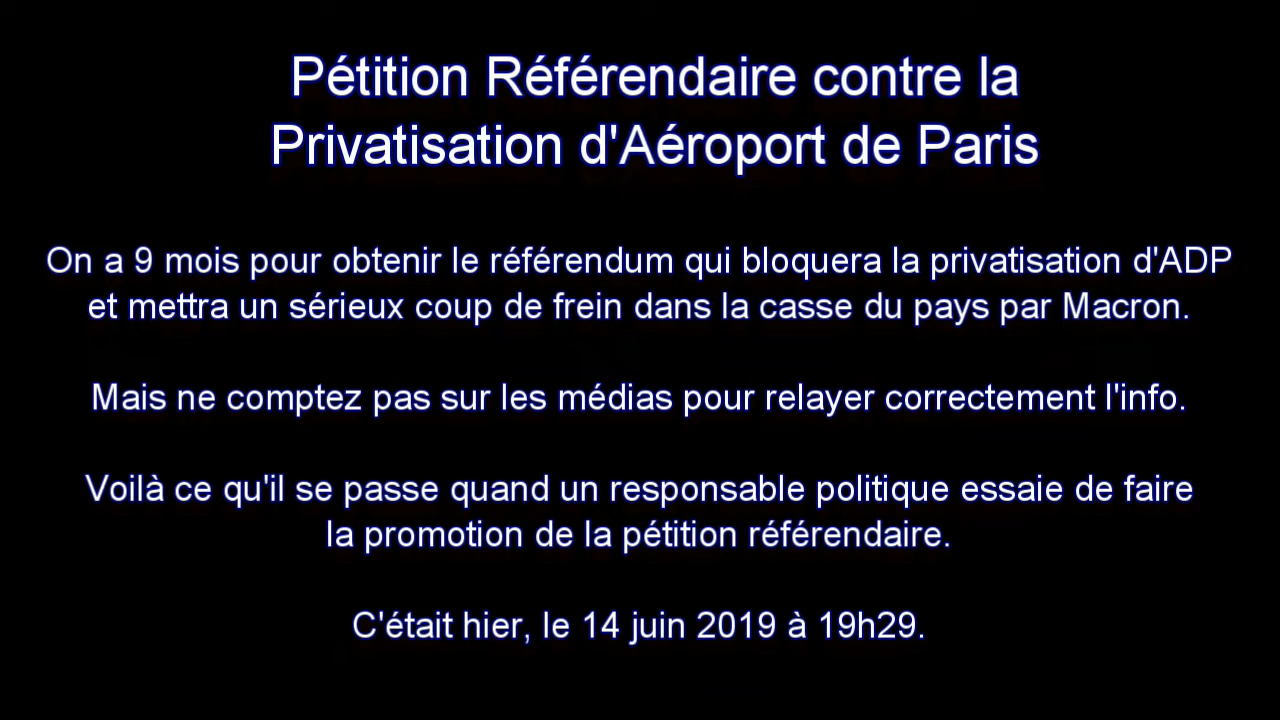 Pétition Référendaire contre la
Privatisation d'Aéroport de Paris
On a 9 mois pour obtenir le référendum qui bloquera la privatisation d'ADP
et mettra un sérieux coup de frein dans la casse du pays par Macron.
Mais ne comptez pas sur les médias pour relayer correctement l'info.
Voilà ce qu'il se passe quand un responsable politique essaie de faire
la promotion de la pétition référendaire.
C'était hier, le 14 juin 2019 à 19h29.